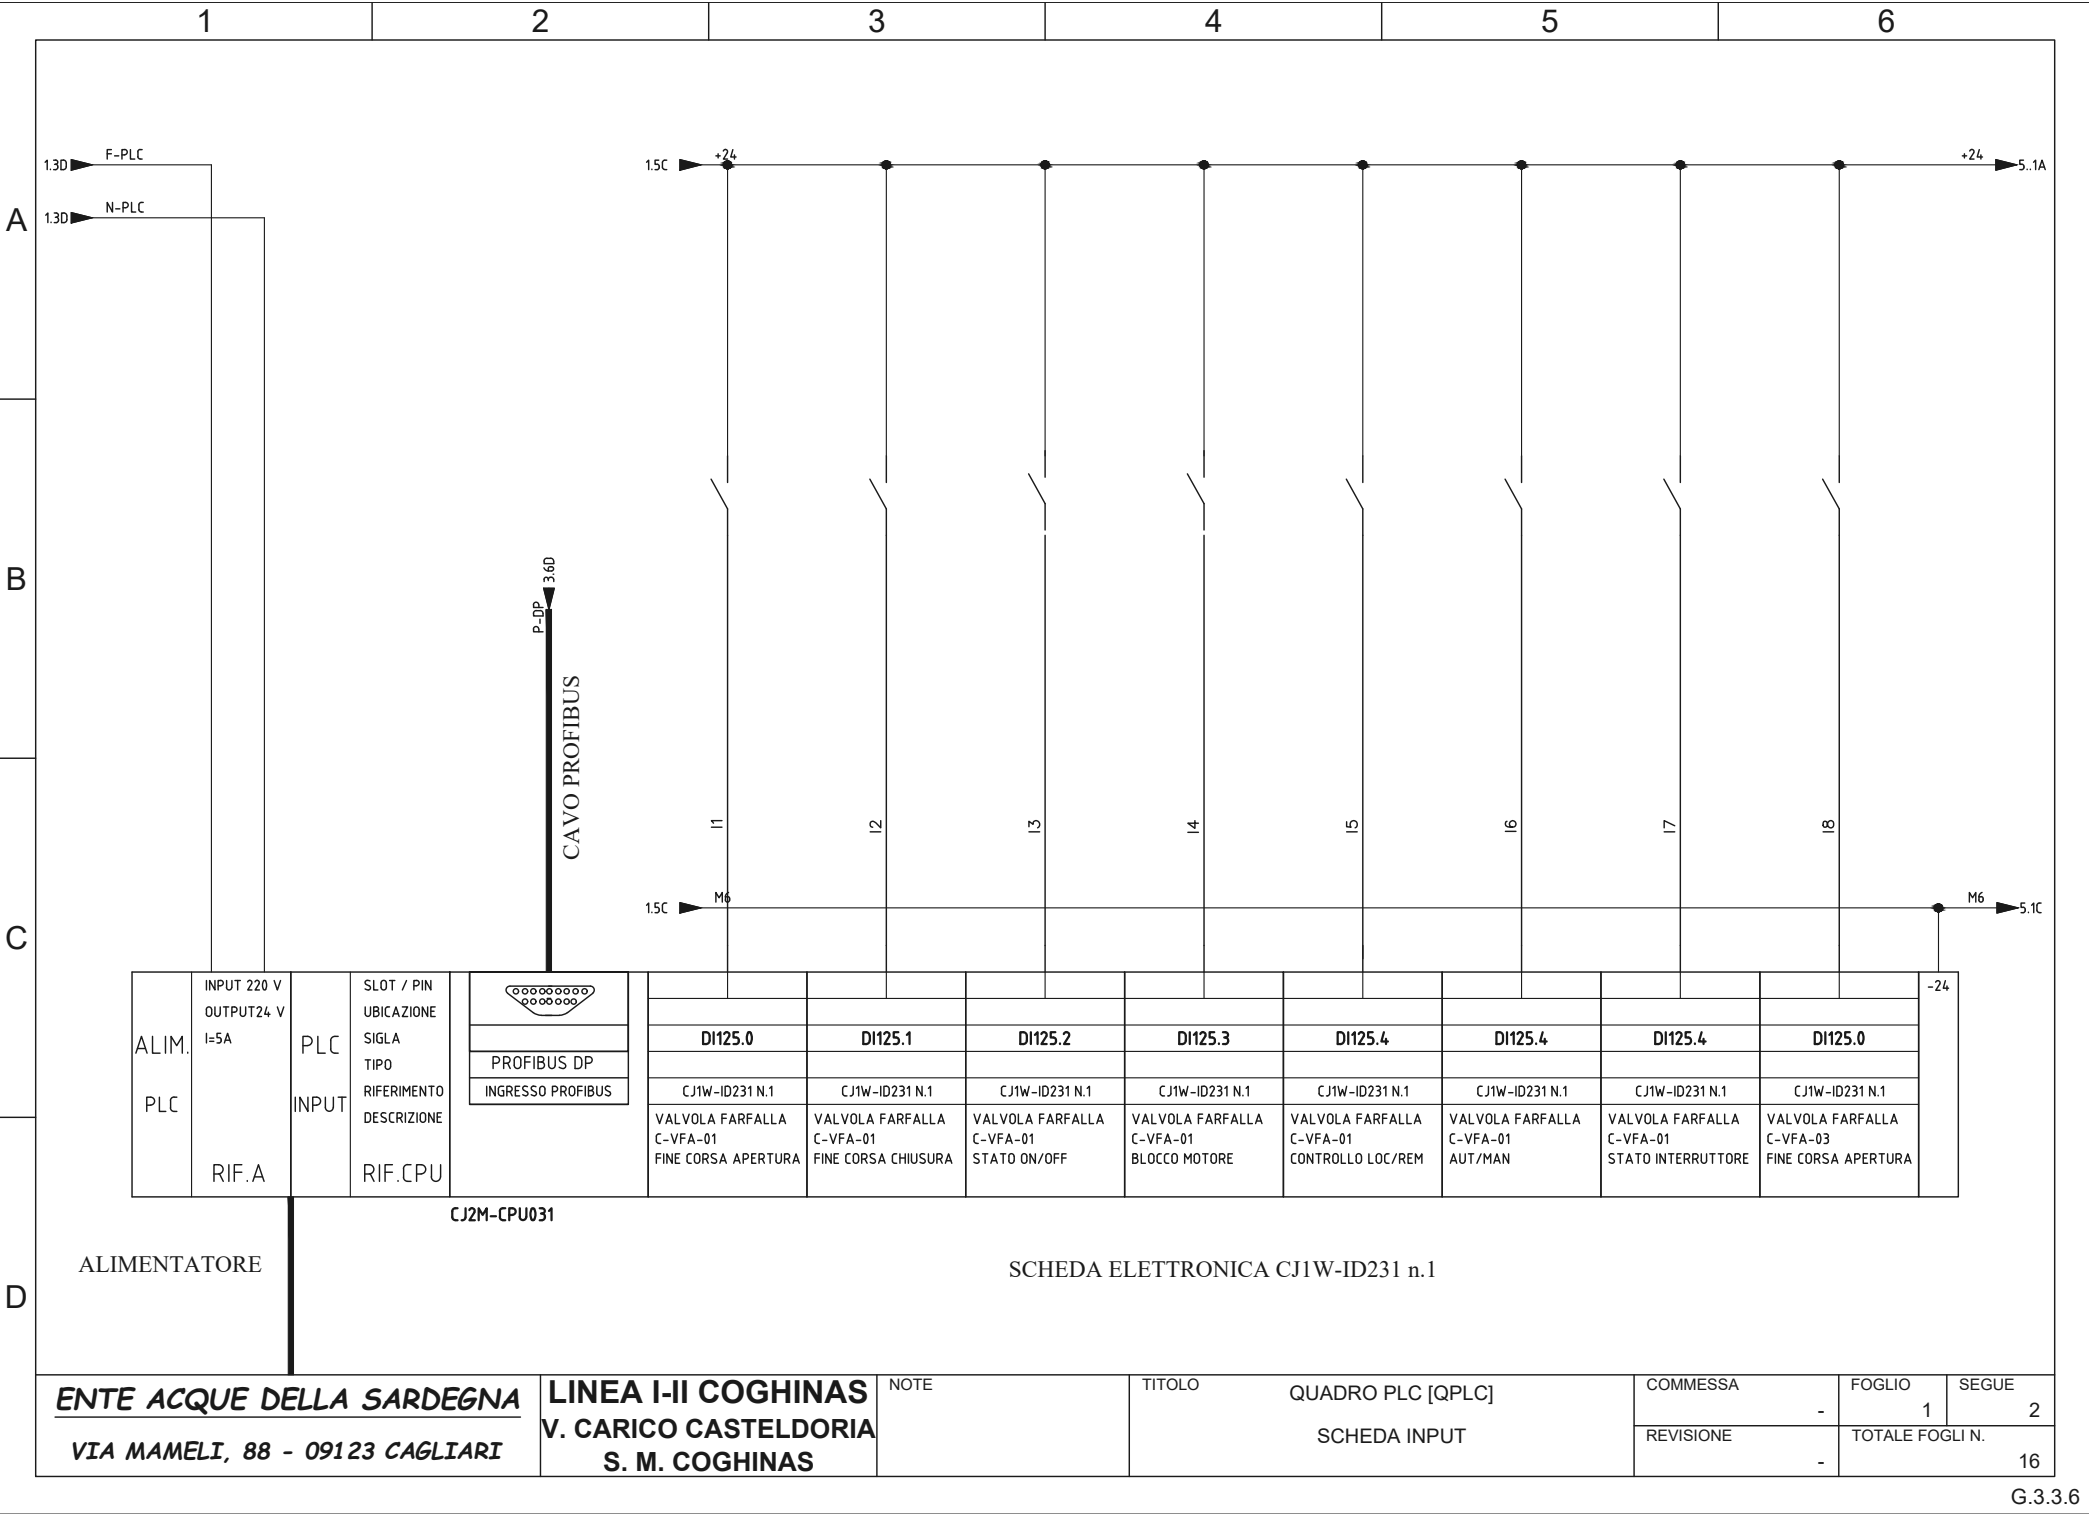 1 2 3 4 5 6
A
B
C
D
1.3D F-PLC
1.3D N-PLC
1.5C +24
+24 5..1A
3.6D
P-DP
CAVO PROFIBUS
I1 I2 I3 I4 I5 I6 I7 I8
1.5C M6
M6 5.1C
ALIM.
PLC
INPUT 220 V
OUTPUT24 V
I=5A
RIF.A
PLC
INPUT
SLOT / PIN
UBICAZIONE
SIGLA
TIPO
RIFERIMENTO
DESCRIZIONE
RIF.CPU
PROFIBUS DP
INGRESSO PROFIBUS
CJ2M-CPU031
DI125.0
CJ1W-ID231 N.1
VALVOLA FARFALLA
C-VFA-01
FINE CORSA APERTURA
DI125.1
CJ1W-ID231 N.1
VALVOLA FARFALLA
C-VFA-01
FINE CORSA CHIUSURA
DI125.2
CJ1W-ID231 N.1
VALVOLA FARFALLA
C-VFA-01
STATO ON/OFF
DI125.3
CJ1W-ID231 N.1
VALVOLA FARFALLA
C-VFA-01
BLOCCO MOTORE
DI125.4
CJ1W-ID231 N.1
VALVOLA FARFALLA
C-VFA-01
CONTROLLO LOC/REM
DI125.4
CJ1W-ID231 N.1
VALVOLA FARFALLA
C-VFA-01
AUT/MAN
DI125.4
CJ1W-ID231 N.1
VALVOLA FARFALLA
C-VFA-01
STATO INTERRUTTORE
DI125.0
CJ1W-ID231 N.1
VALVOLA FARFALLA
C-VFA-03
FINE CORSA APERTURA
-24
ALIMENTATORE
SCHEDA ELETTRONICA CJ1W-ID231 n.1
ENTE ACQUE DELLA SARDEGNA
VIA MAMELI, 88 - 09123 CAGLIARI
LINEA I-II COGHINAS
V. CARICO CASTELDORIA
S. M. COGHINAS
NOTE
TITOLO
QUADRO PLC [QPLC]
SCHEDA INPUT
COMMESSA
-
REVISIONE
-
FOGLIO
1
SEGUE
2
TOTALE FOGLI N.
16
G.3.3.6